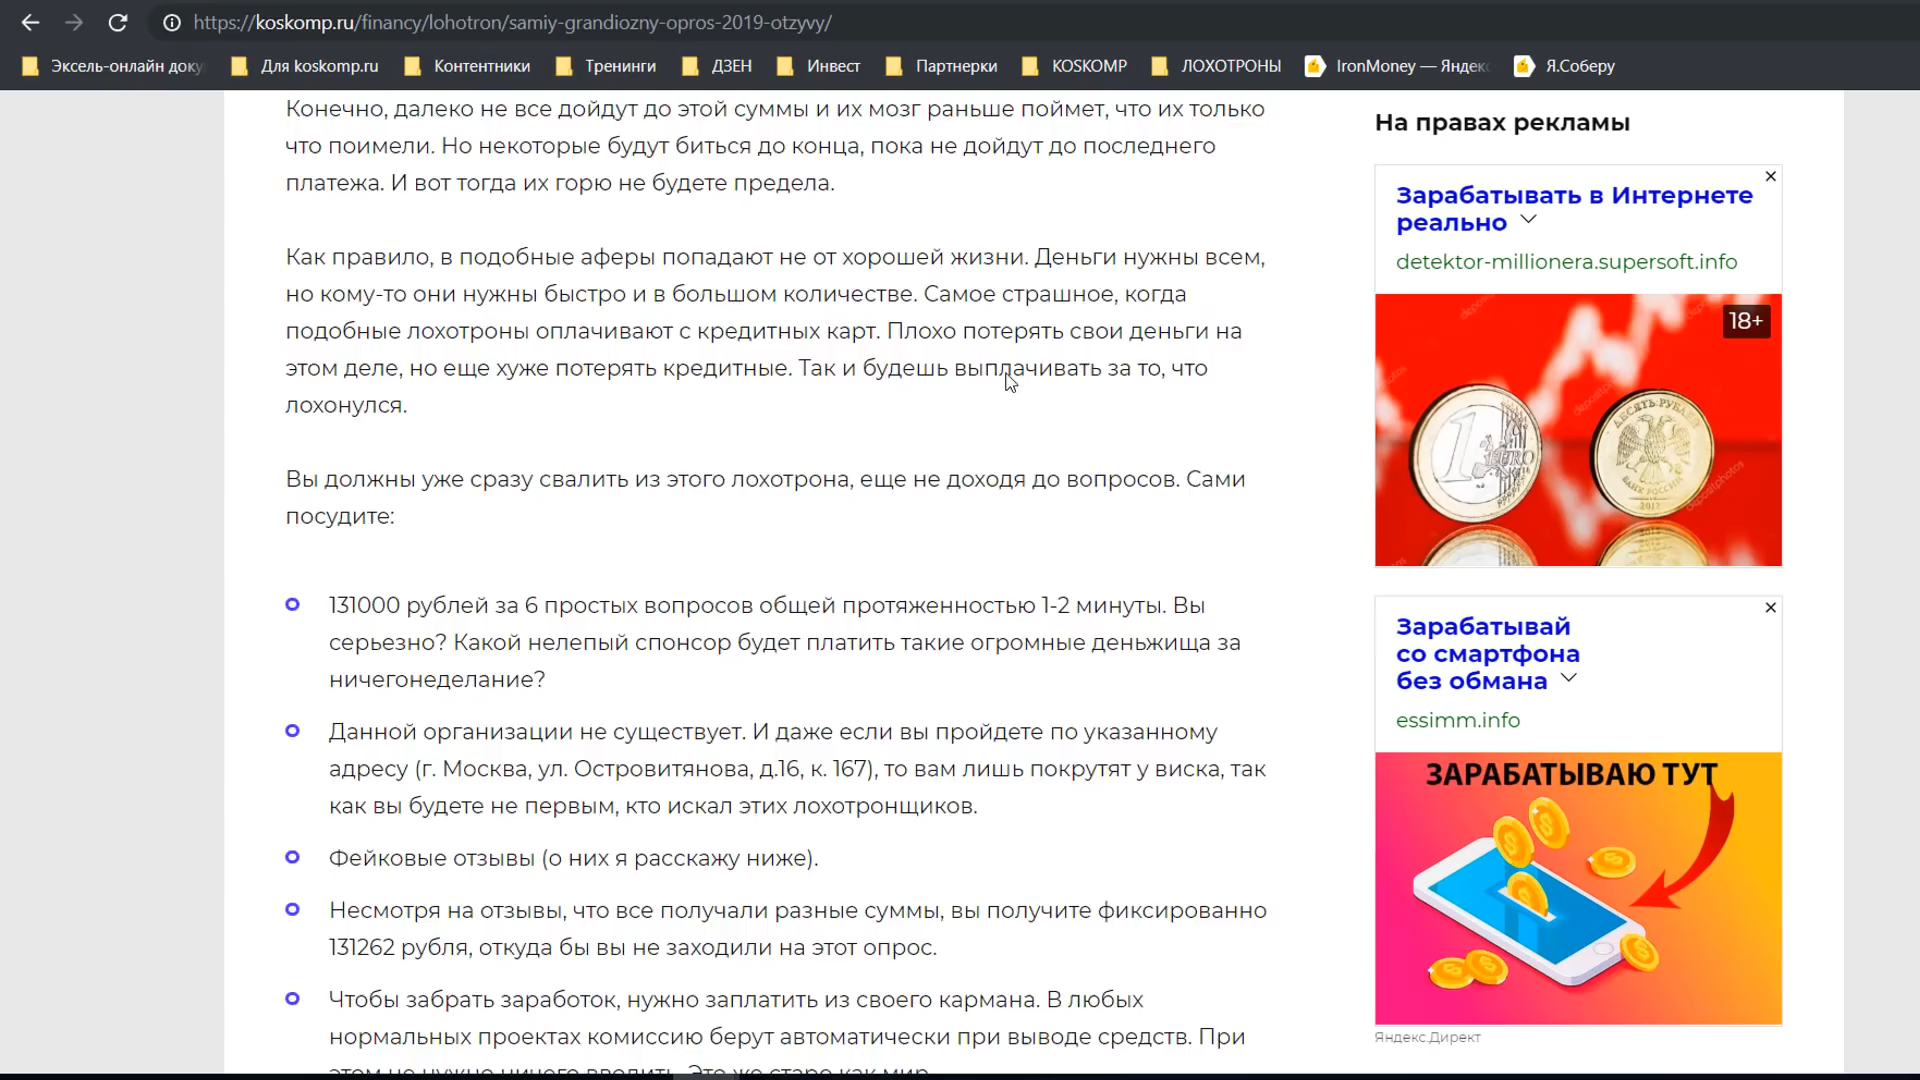 https://koskomp.ru/financy/lohotron/samiy-grandiozny-opros-2019-otzyvy/
Эксель-онлайн доку
Для koskomp.ru
Контентники
Тренинги
ДЗЕН
Инвест
Партнерки
KOSKOMP
ЛОХОТРОНЫ
IronMoney — Яндекс
Я.Соберу
Конечно, далеко не все дойдут до этой суммы и их мозг раньше поймет, что их только
что поимели. Но некоторые будут биться до конца, пока не дойдут до последнего
платежа. И вот тогда их горю не будете предела.
Как правило, в подобные аферы попадают не от хорошей жизни. Деньги нужны всем,
но кому-то они нужны быстро и в большом количестве. Самое страшное, когда
подобные лохотроны оплачивают с кредитных карт. Плохо потерять свои деньги на
этом деле, но еще хуже потерять кредитные. Так и будешь выплачивать за то, что
лохонулся.
Вы должны уже сразу свалить из этого лохотрона, еще не доходя до вопросов. Сами
посудите:
131000 рублей за 6 простых вопросов общей протяженностью 1-2 минуты. Вы
серьезно? Какой нелепый спонсор будет платить такие огромные деньжища за
ничегонеделание?
Данной организации не существует. И даже если вы пройдете по указанному
адресу (г. Москва, ул. Островитянова, д.16, к. 167), то вам лишь покрутят у виска, так
как вы будете не первым, кто искал этих лохотронщиков.
Фейковые отзывы (о них я расскажу ниже).
Несмотря на отзывы, что все получали разные суммы, вы получите фиксированно
131262 рубля, откуда бы вы не заходили на этот опрос.
Чтобы забрать заработок, нужно заплатить из своего кармана. В любых
нормальных проектах комиссию берут автоматически при выводе средств. При
этом не нужно ничего вводить. Это же старо как мир.
На правах рекламы
Зарабатывать в Интернете
реально
detektor-millionera.supersoft.info
18+
1 EURO
ДЕСЯТЬ РУБЛЕЙ
БАНК РОССИИ
2012
depositphotos
Зарабатывай
со смартфона
без обмана
essimm.info
ЗАРАБАТЫВАЮ ТУТ
Яндекс.Директ